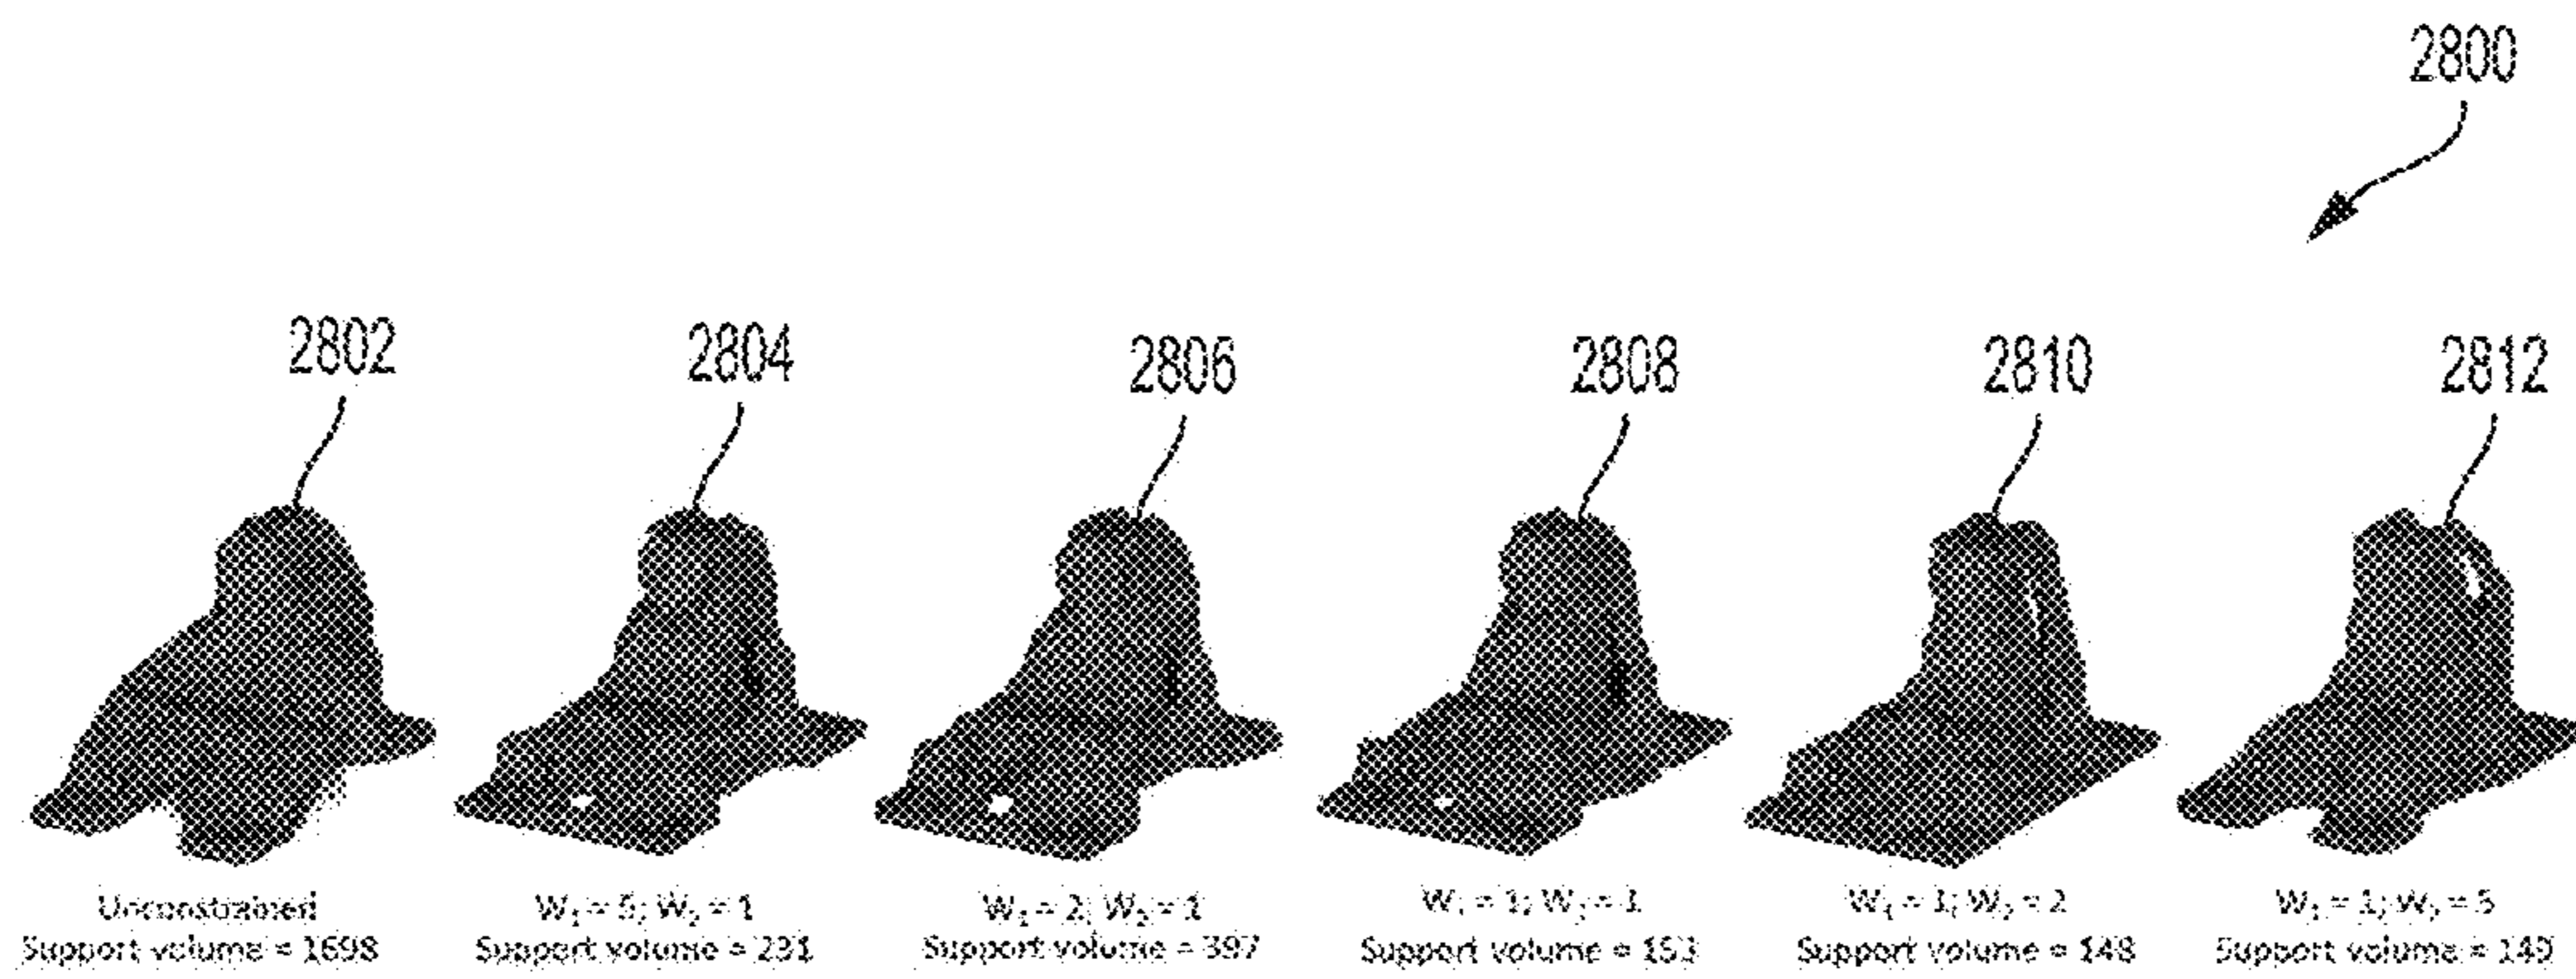 2800
2802
2804
2806
2808
2810
2812
Unconstrained
Support volume = 1698
W₁ = 5; W₂ = 1
Support volume = 231
W₁ = 2; W₂ = 1
Support volume =
W₁ = 1; W₂ = 1
Support volume = 153
W₁ = 1; W₂ = 2
Support volume = 148
W₁ = 1; W₂ = 5
Support volume = 149